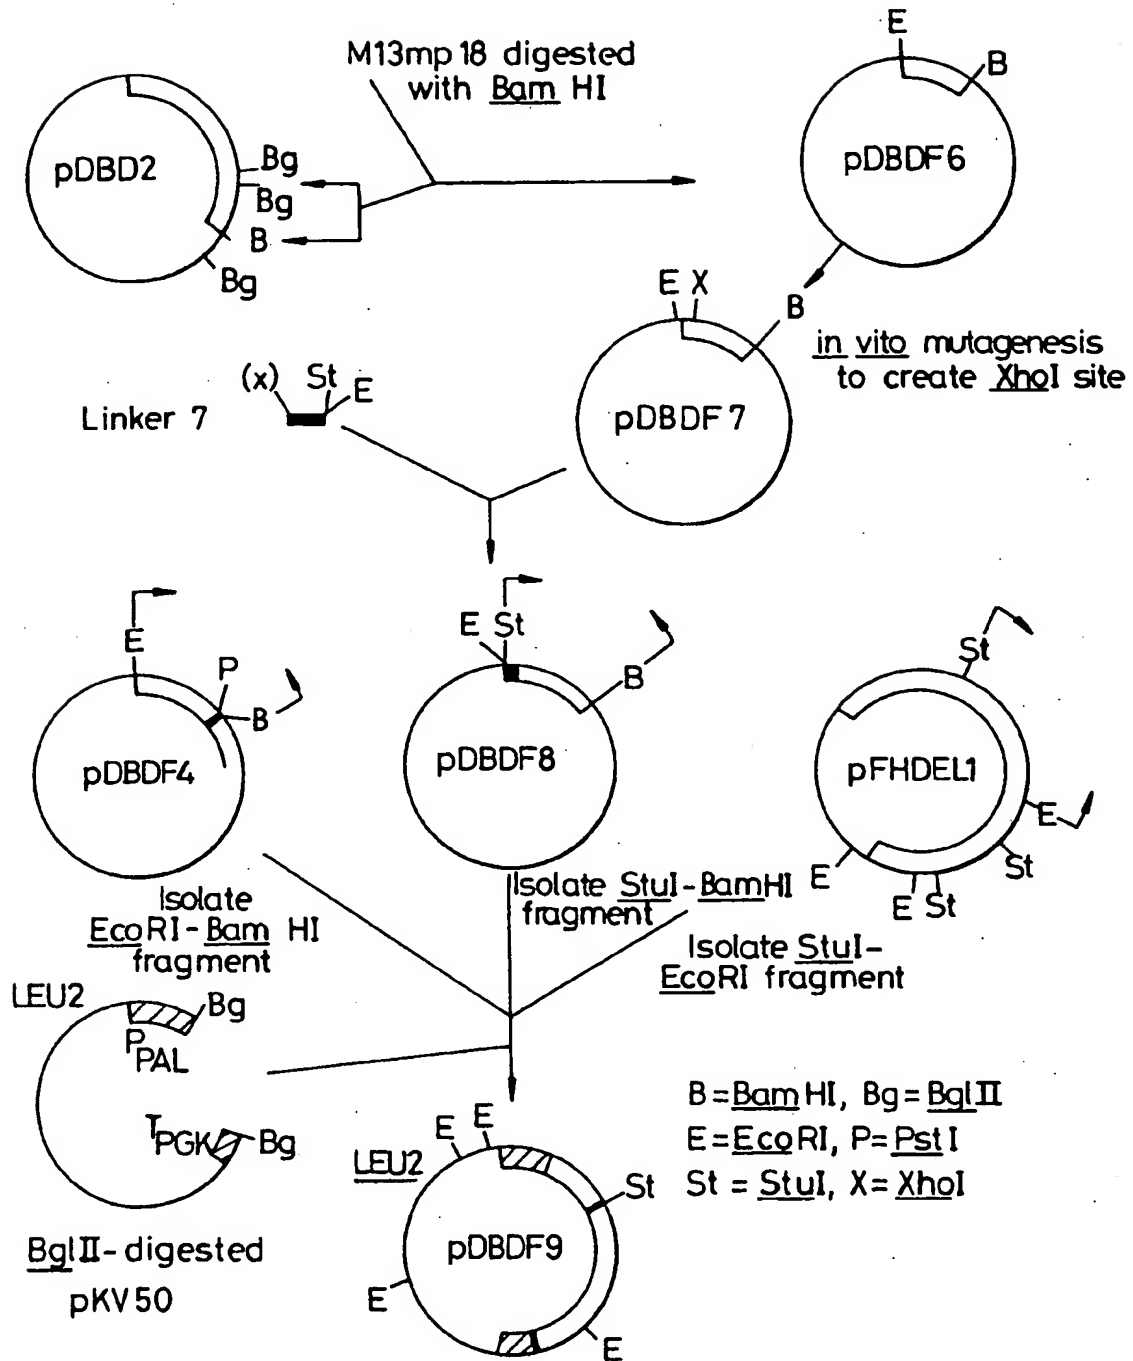 M13mp 18 digested
with Bam HI
E
B
pDBDF6
pDBD2
Bg
Bg
B
Bg
E X
B
in vito mutagenesis
to create XhoI site
pDBDF7
(x)
St
E
Linker 7
E
P
B
pDBDF4
E St
B
pDBDF8
St
pFHDEL1
E
St
E
E St
Isolate
EcoRI-Bam HI
fragment
Isolate StuI-BamHI
fragment
Isolate StuI-
EcoRI fragment
LEU2
Bg
PPAL
TPGK
Bg
BglII-digested
pKV50
E
E
LEU2
St
pDBDF9
E
E
B=BamHI, Bg=BglII
E=EcoRI, P=PstI
St = StuI, X=XhoI